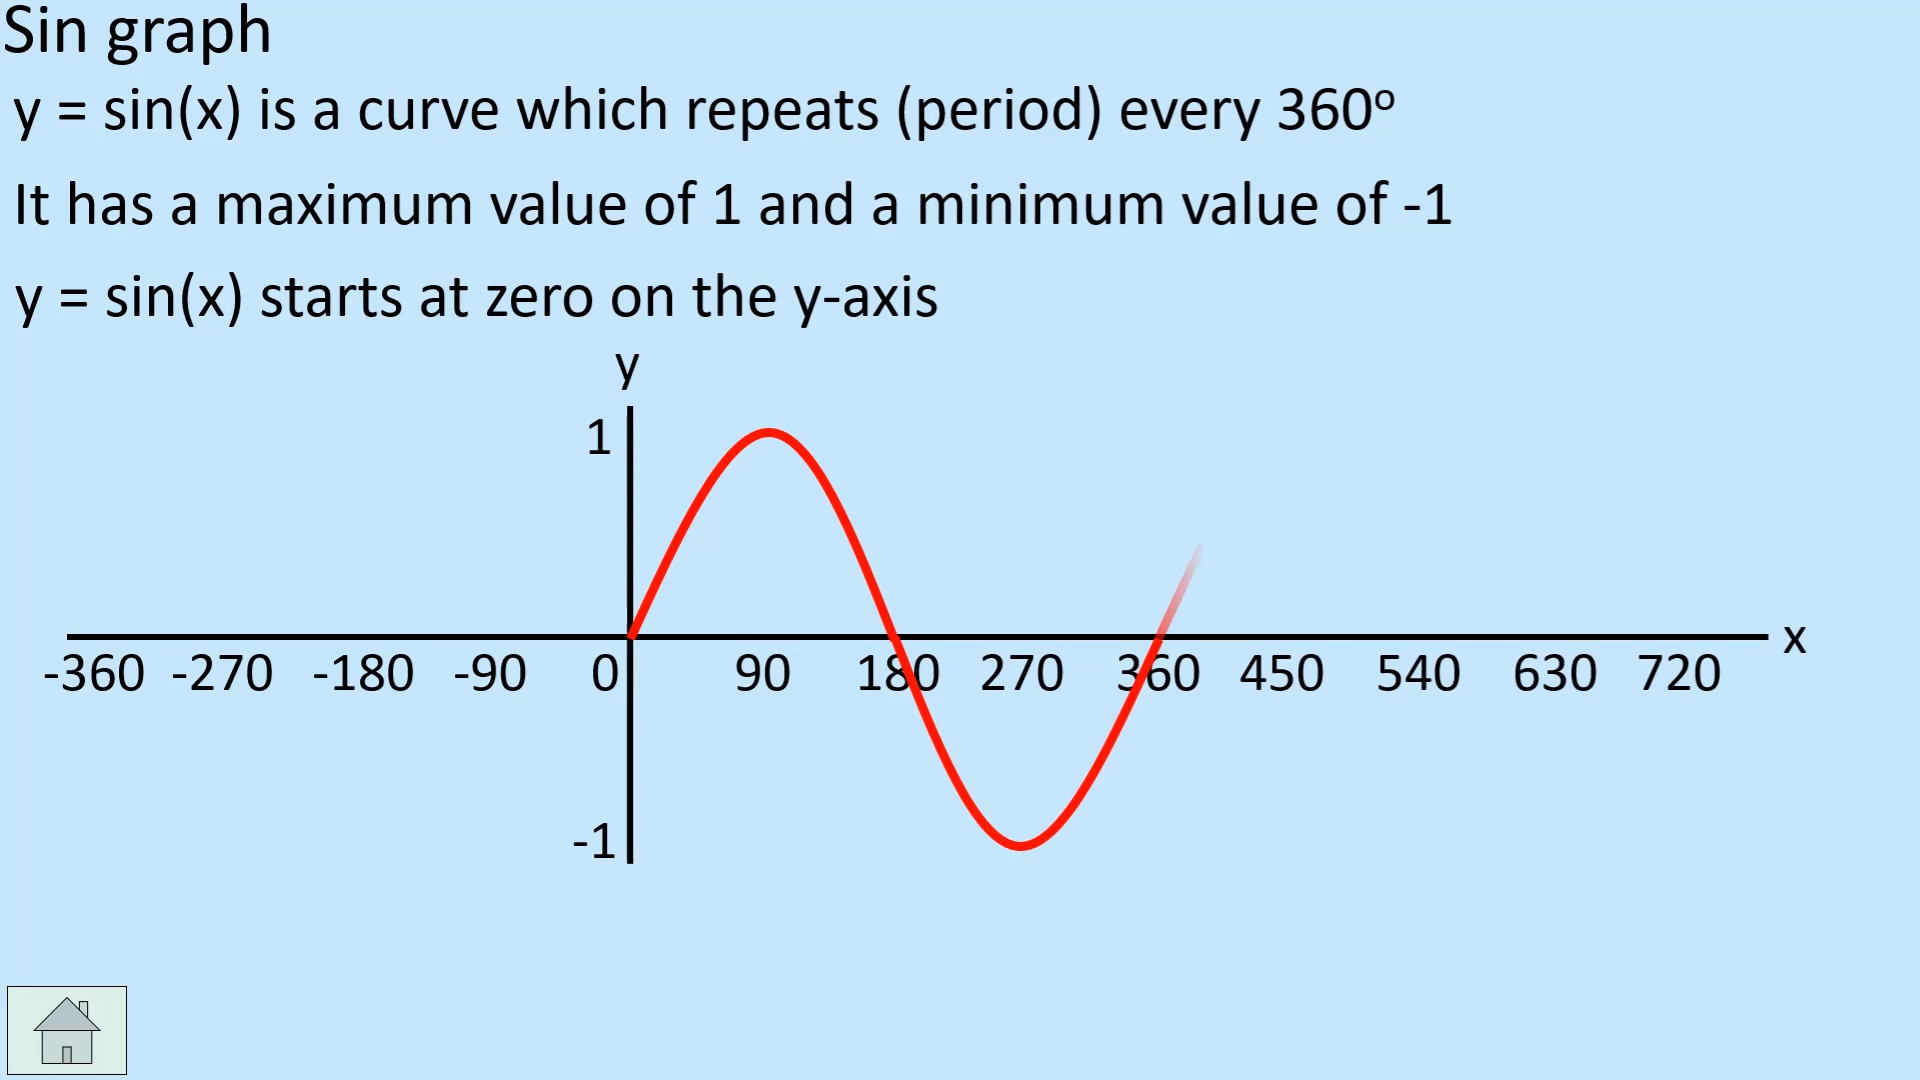 Sin graph
y = sin(x) is a curve which repeats (period) every 360º
It has a maximum value of 1 and a minimum value of -1
y = sin(x) starts at zero on the y-axis
y
1
x
-360 -270 -180 -90 0 90 180 270 360 450 540 630 720
-1